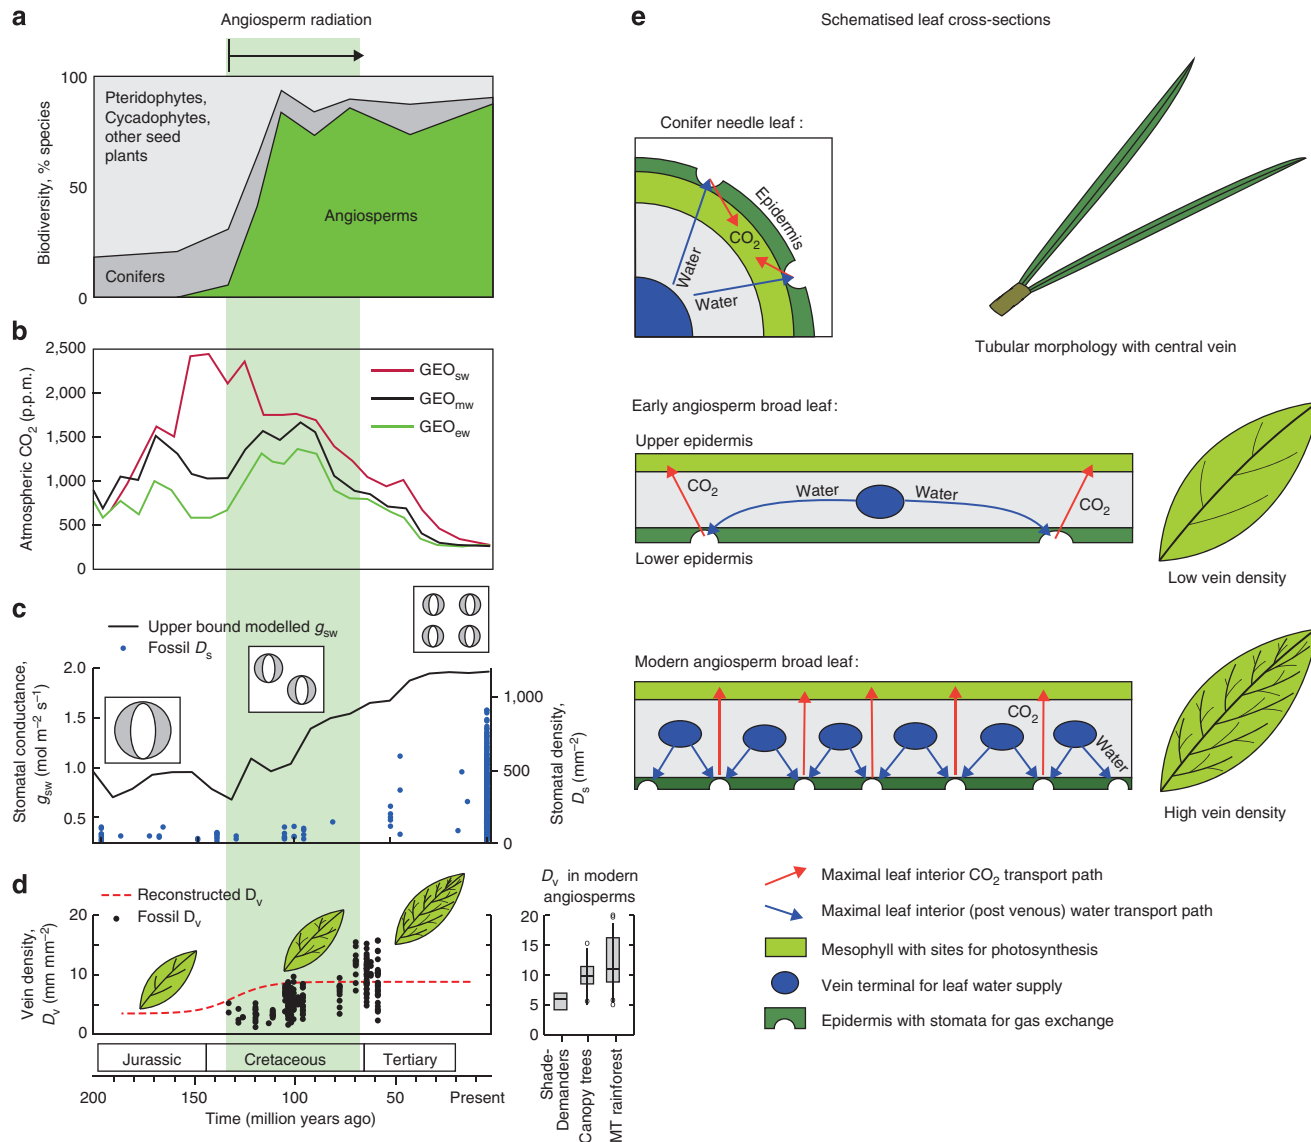 a
Angiosperm radiation
Biodiversity, % species
100
50
0
Pteridophytes,
Cycadophytes,
other seed
plants
Angiosperms
Conifers
b
Atmospheric CO2 (p.p.m.)
2,500
2,000
1,500
1,000
500
0
GEOsw
GEOmw
GEOew
c
Upper bound modelled gsw
Fossil Ds
Stomatal conductance,
gsw (mol m–2 s–1)
2.0
1.5
1.0
0.5
1,000
500
0
Stomatal density,
Ds (mm–2)
d
Reconstructed Dv
Fossil Dv
Vein density,
Dv (mm mm–2)
20
10
0
Jurassic
Cretaceous
Tertiary
200
150
100
50
Present
Time (million years ago)
Dv in modern
angiosperms
20
15
10
5
0
Shade-
Demanders
Canopy trees
MT rainforest
e
Schematised leaf cross-sections
Conifer needle leaf :
Epidermis
CO2
Water
Water
Tubular morphology with central vein
Early angiosperm broad leaf :
Upper epidermis
CO2
Water
Water
CO2
Lower epidermis
Low vein density
Modern angiosperm broad leaf :
CO2
Water
High vein density
Maximal leaf interior CO2 transport path
Maximal leaf interior (post venous) water transport path
Mesophyll with sites for photosynthesis
Vein terminal for leaf water supply
Epidermis with stomata for gas exchange